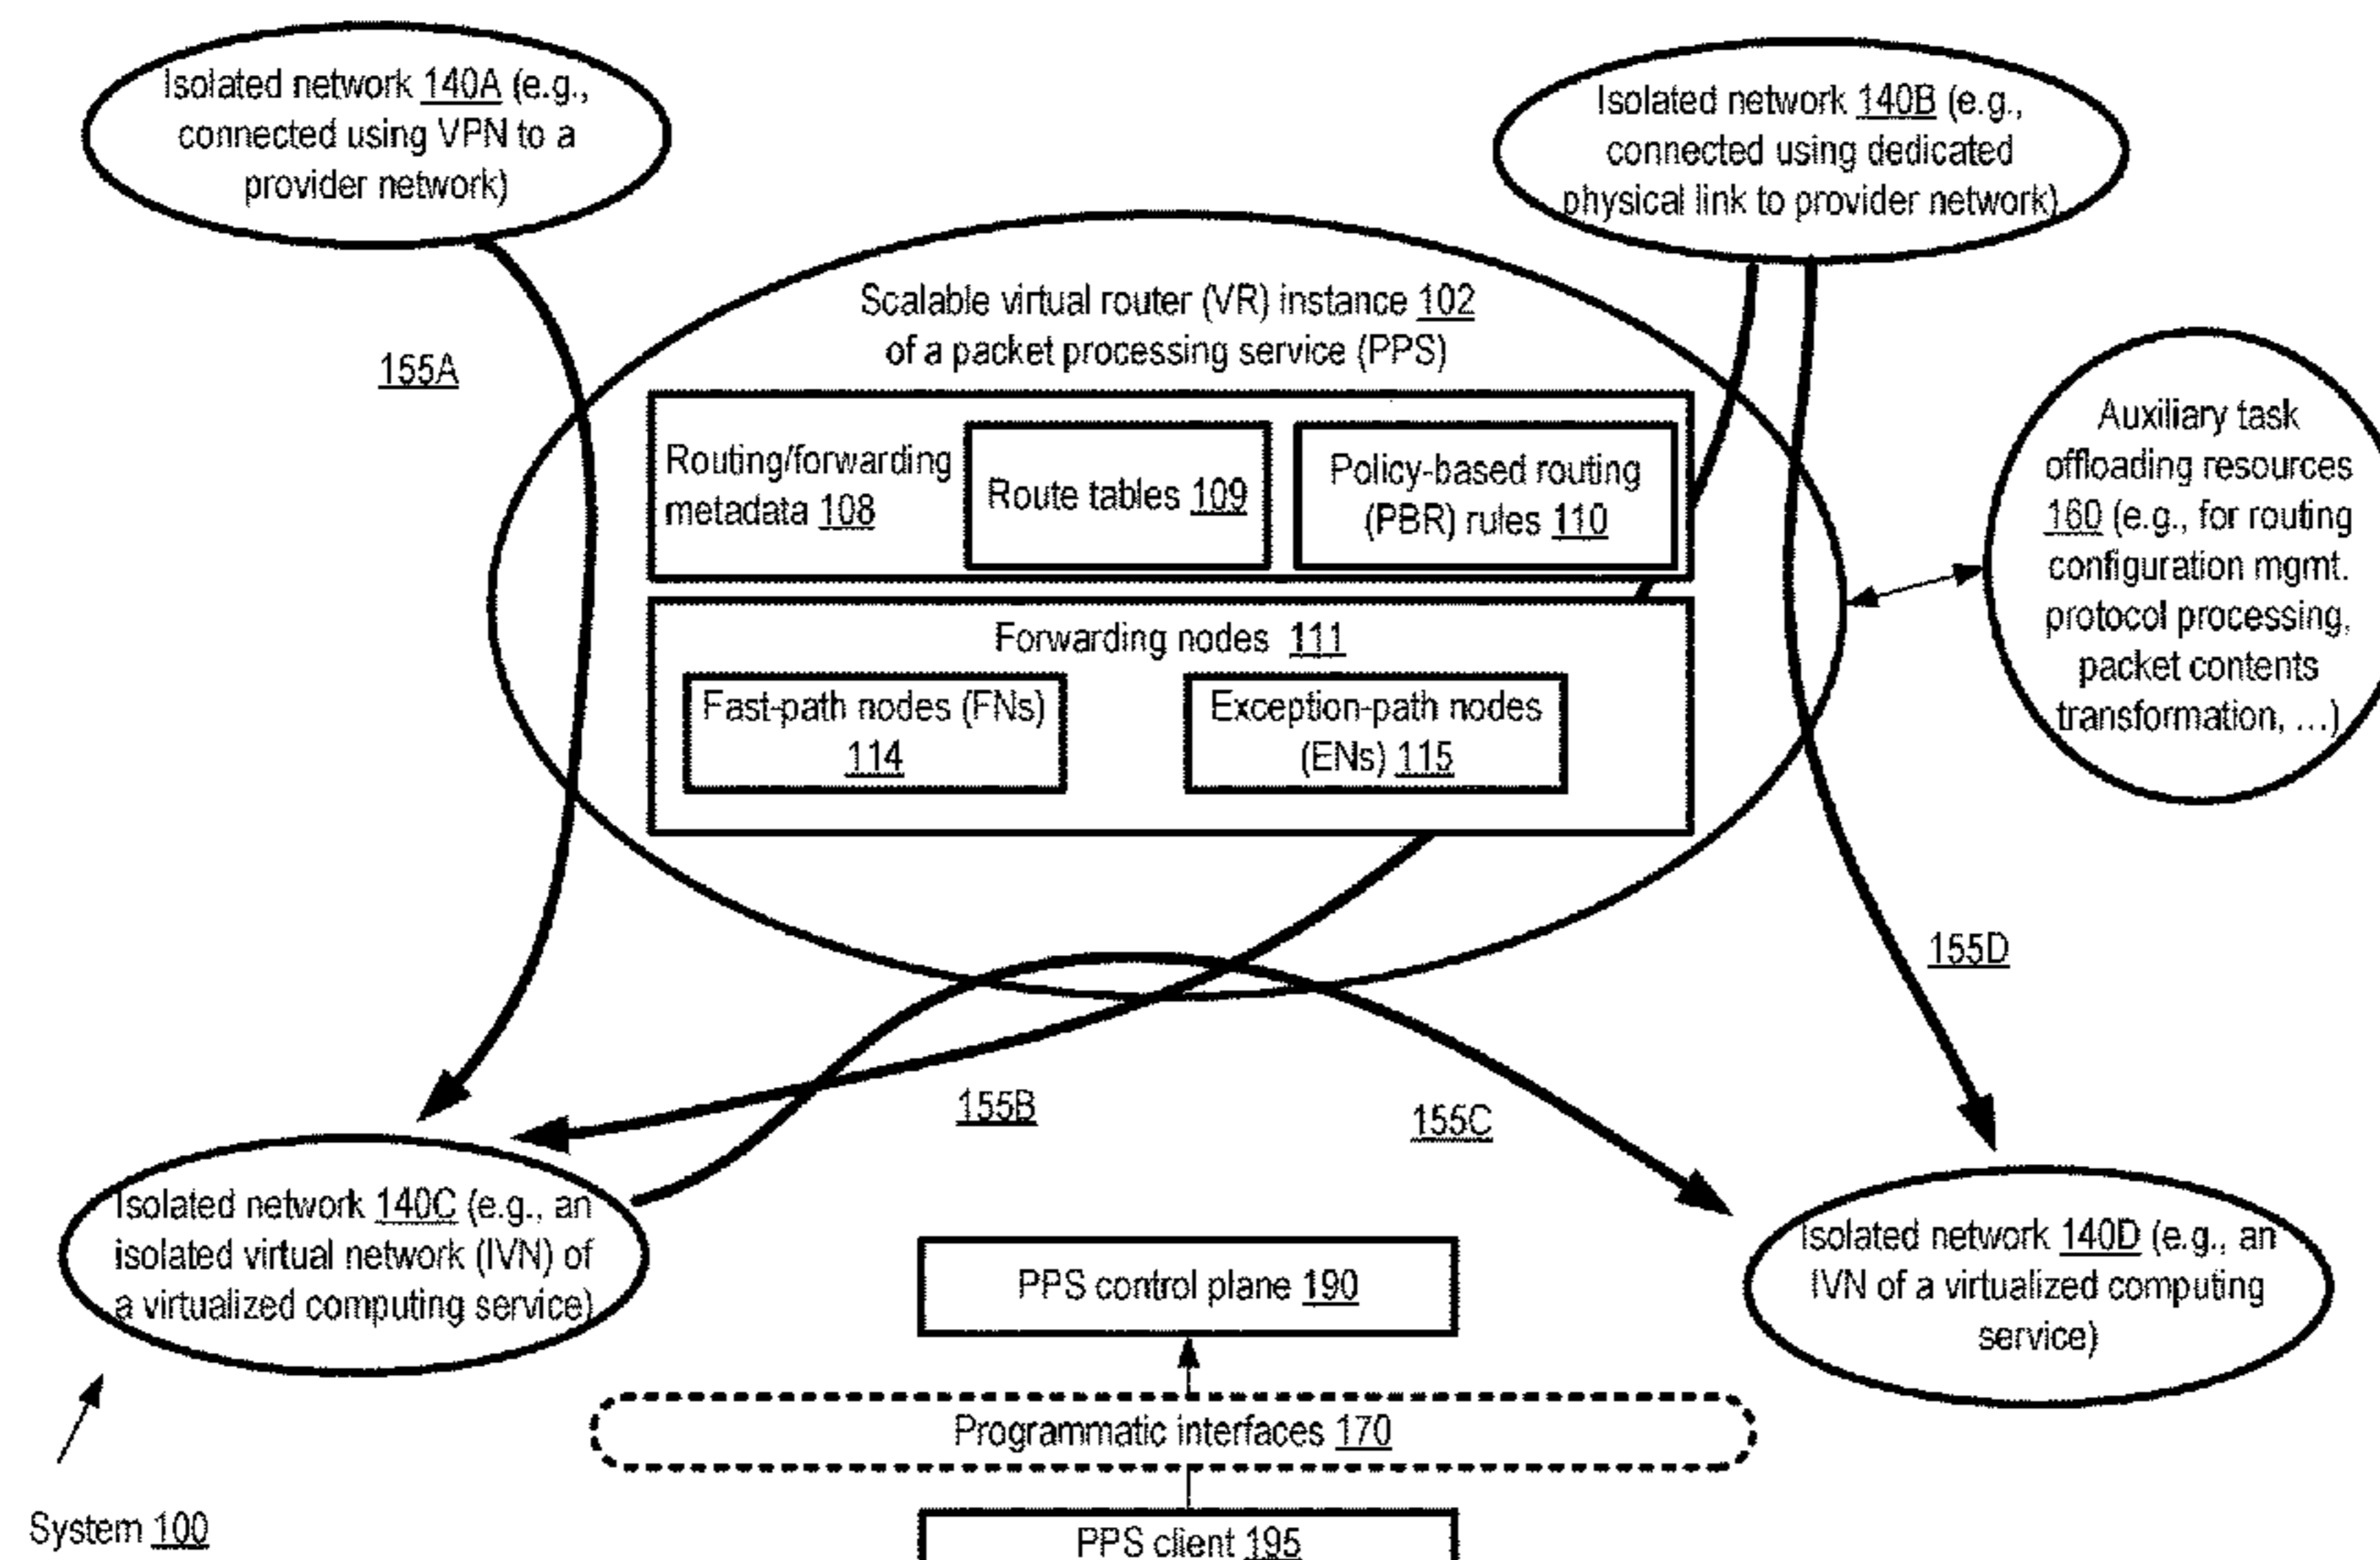 Isolated network 140A (e.g.,
connected using VPN to a
provider network)
Isolated network 140B (e.g.,
connected using dedicated
physical link to provider network)
Scalable virtual router (VR) instance 102
of a packet processing service (PPS)
155A
Routing/forwarding
metadata 108
Route tables 109
Policy-based routing
(PBR) rules 110
Auxiliary task
offloading resources
160 (e.g., for routing
configuration mgmt.
protocol processing,
packet contents
transformation, …)
Forwarding nodes 111
Fast-path nodes (FNs)
114
Exception-path nodes
(ENs) 115
155D
155B
155C
Isolated network 140C (e.g., an
isolated virtual network (IVN) of
a virtualized computing service)
Isolated network 140D (e.g., an
IVN of a virtualized computing
service)
PPS control plane 190
Programmatic interfaces 170
System 100
PPS client 195